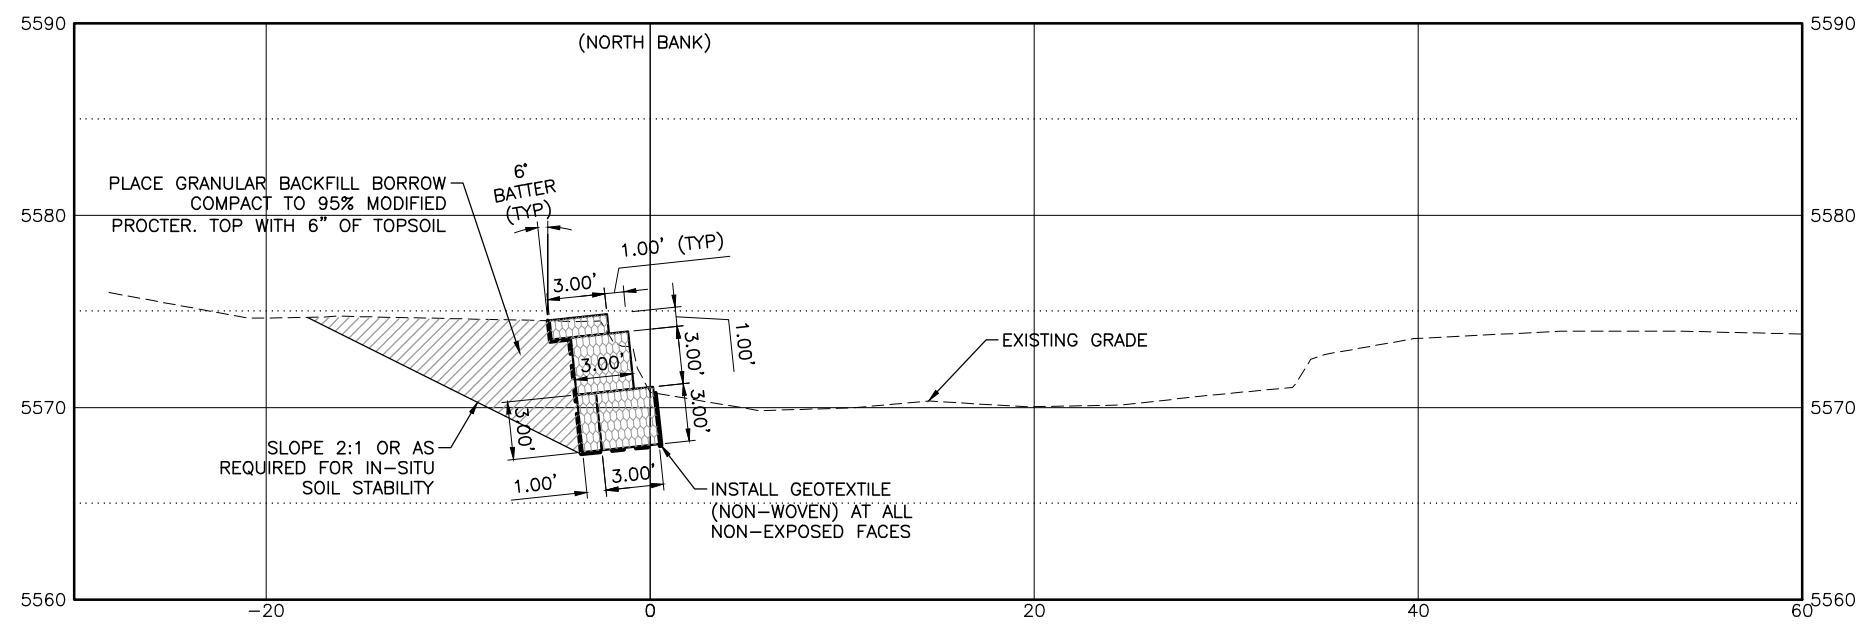 5590
5590
(NORTH BANK)
6°
BATTER
(TYP)
PLACE GRANULAR BACKFILL BORROW
COMPACT TO 95% MODIFIED
PROCTER. TOP WITH 6" OF TOPSOIL
5580
5580
1.00' (TYP)
3.00'
1.00'
3.00'
3.00'
EXISTING GRADE
3.00'
3.00'
5570
5570
SLOPE 2:1 OR AS
REQUIRED FOR IN-SITU
SOIL STABILITY
1.00'
3.00'
INSTALL GEOTEXTILE
(NON-WOVEN) AT ALL
NON-EXPOSED FACES
5560
5560
-20
0
20
40
60